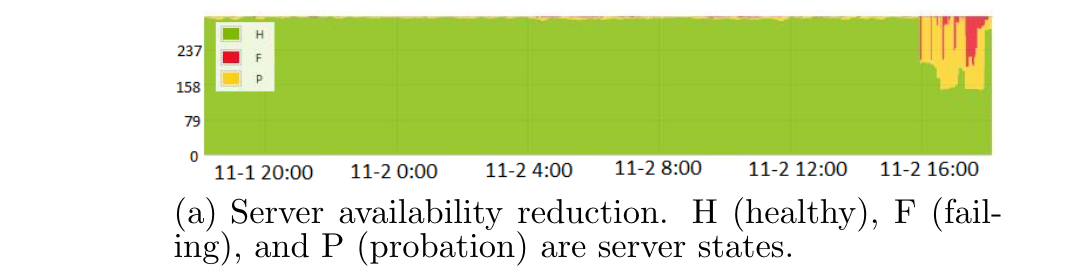 H
237
F
P
158
79
0
11-1 20:00 11-2 0:00 11-2 4:00 11-2 8:00 11-2 12:00 11-2 16:00
(a) Server availability reduction. H (healthy), F (fail-
ing), and P (probation) are server states.